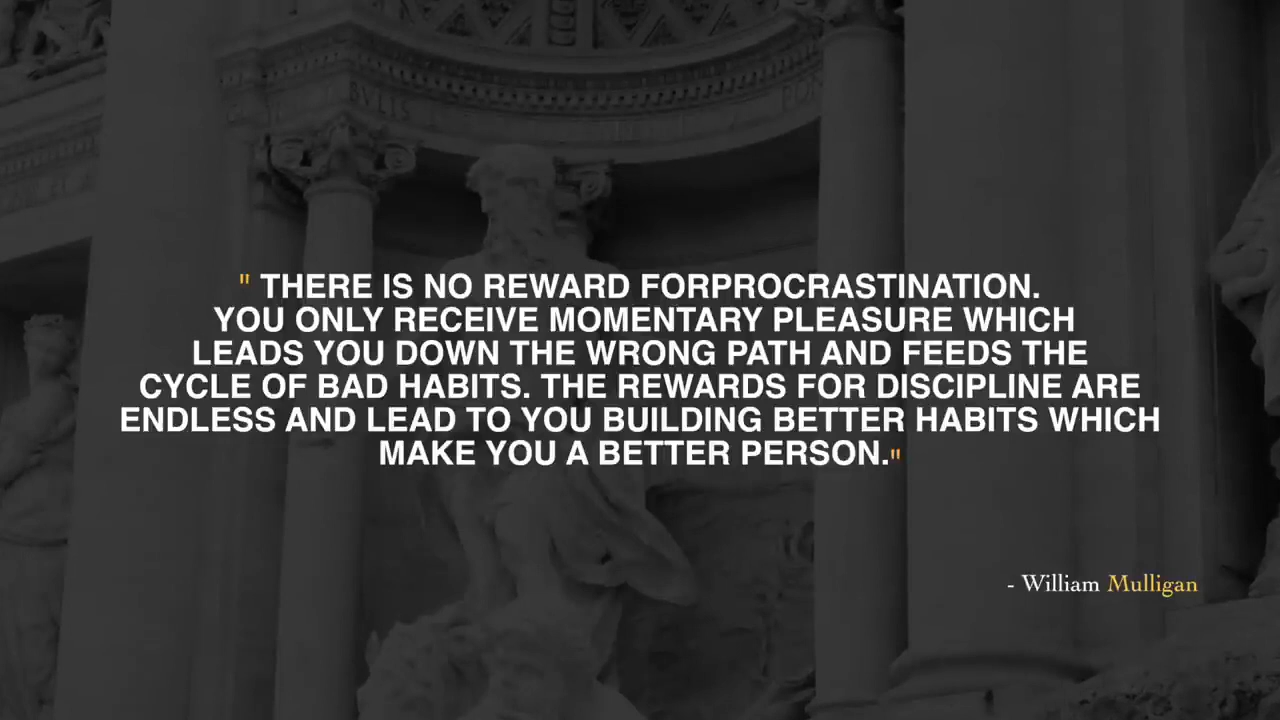 BVLIS
" THERE IS NO REWARD FORPROCRASTINATION.
YOU ONLY RECEIVE MOMENTARY PLEASURE WHICH
LEADS YOU DOWN THE WRONG PATH AND FEEDS THE
CYCLE OF BAD HABITS. THE REWARDS FOR DISCIPLINE ARE
ENDLESS AND LEAD TO YOU BUILDING BETTER HABITS WHICH
MAKE YOU A BETTER PERSON."
- William Mulligan